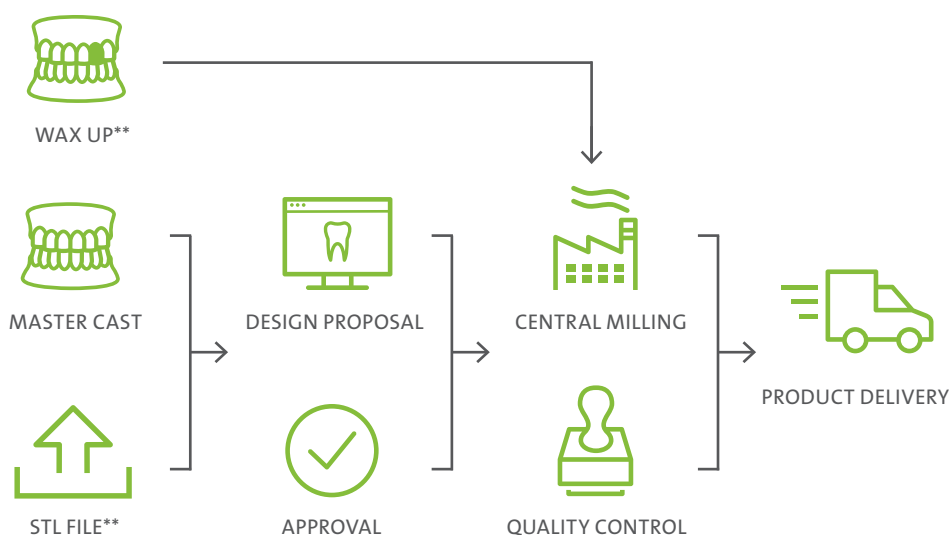 WAX UP**
MASTER CAST
DESIGN PROPOSAL
CENTRAL MILLING
PRODUCT DELIVERY
STL FILE**
APPROVAL
QUALITY CONTROL